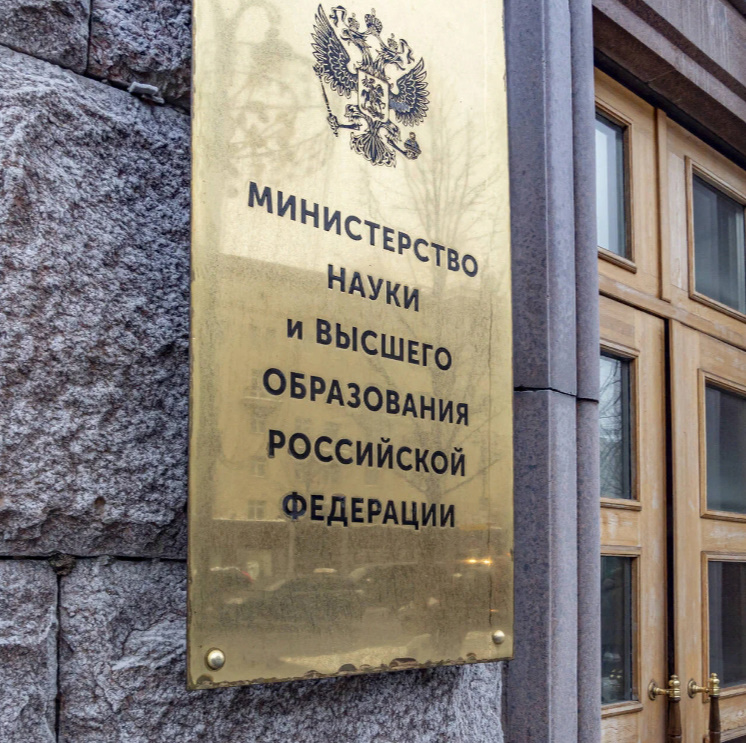 МИНИСТЕРСТВО
НАУКИ
и ВЫСШЕГО
ОБРАЗОВАНИЯ
РОССИЙСКОЙ
ФЕДЕРАЦИИ